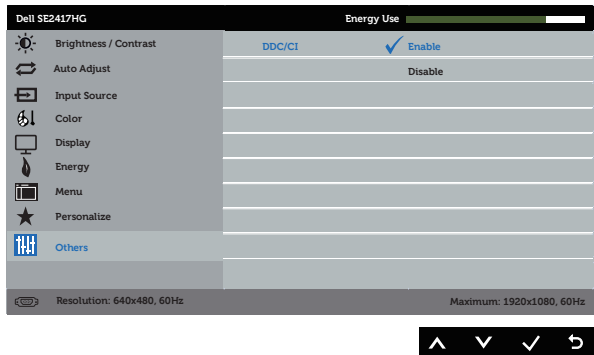 Dell SE2417HG Energy Use
Brightness / Contrast DDC/CI Enable
Auto Adjust Disable
Input Source
Color
Display
Energy
Menu
Personalize
Others
Resolution: 640x480, 60Hz Maximum: 1920x1080, 60Hz